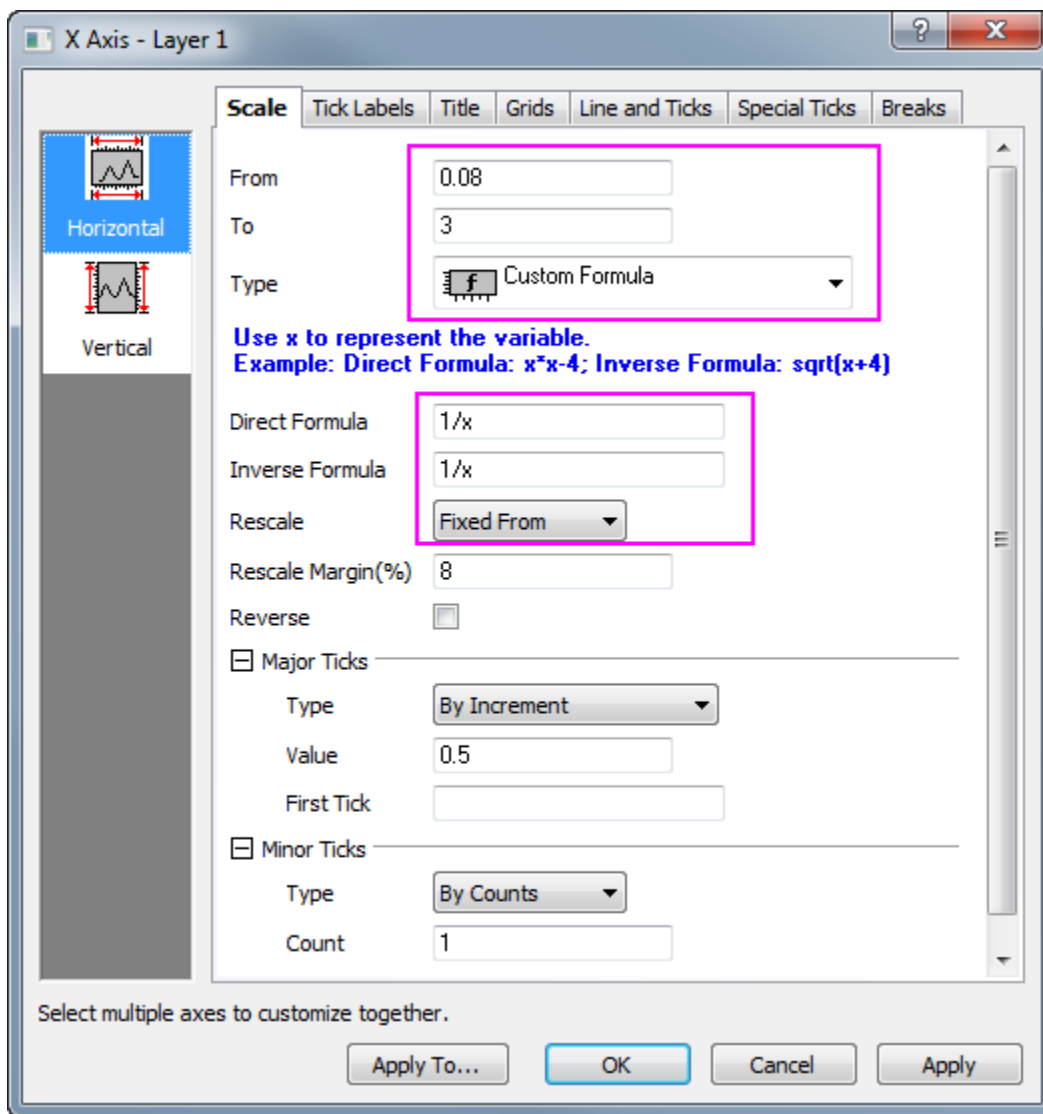 X Axis - Layer 1
?
Scale Tick Labels Title Grids Line and Ticks Special Ticks Breaks
Horizontal
Vertical
From 0.08
To 3
Type f Custom Formula
Use x to represent the variable.
Example: Direct Formula: x*x-4; Inverse Formula: sqrt(x+4)
Direct Formula 1/x
Inverse Formula 1/x
Rescale Fixed From
Rescale Margin(%) 8
Reverse
Major Ticks
Type By Increment
Value 0.5
First Tick
Minor Ticks
Type By Counts
Count 1
Select multiple axes to customize together.
Apply To... OK Cancel Apply